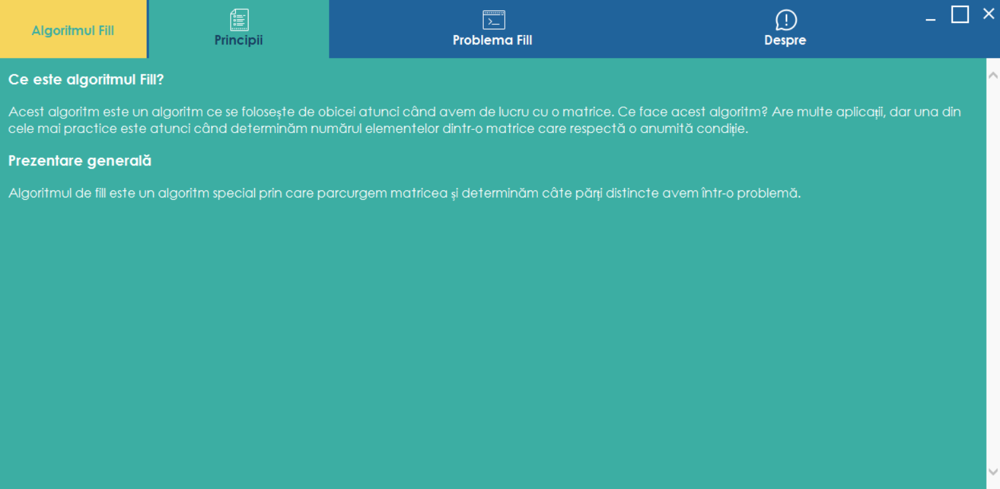 Algoritmul Fill
Principii
Problema Fill
Despre
Ce este algoritmul Fill?
Acest algoritm este un algoritm ce se folosește de obicei atunci când avem de lucru cu o matrice. Ce face acest algoritm? Are multe aplicații, dar una din
cele mai practice este atunci când determinăm numărul elementelor dintr-o matrice care respectă o anumită condiție.
Prezentare generală
Algoritmul de fill este un algoritm special prin care parcurgem matricea și determinăm câte părți distincte avem într-o problemă.